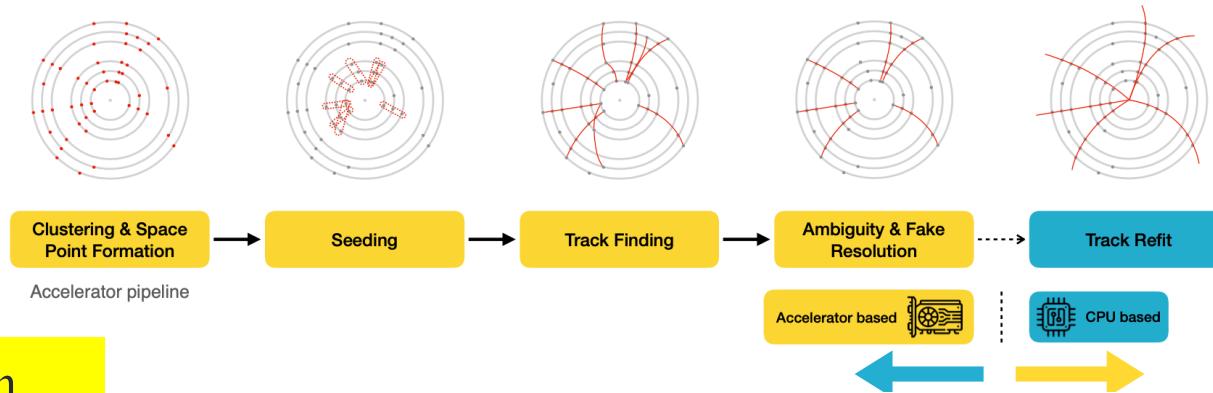 Clustering & Space
Point Formation
Seeding
Track Finding
Ambiguity & Fake
Resolution
Track Refit
Accelerator pipeline
Accelerator based
CPU based